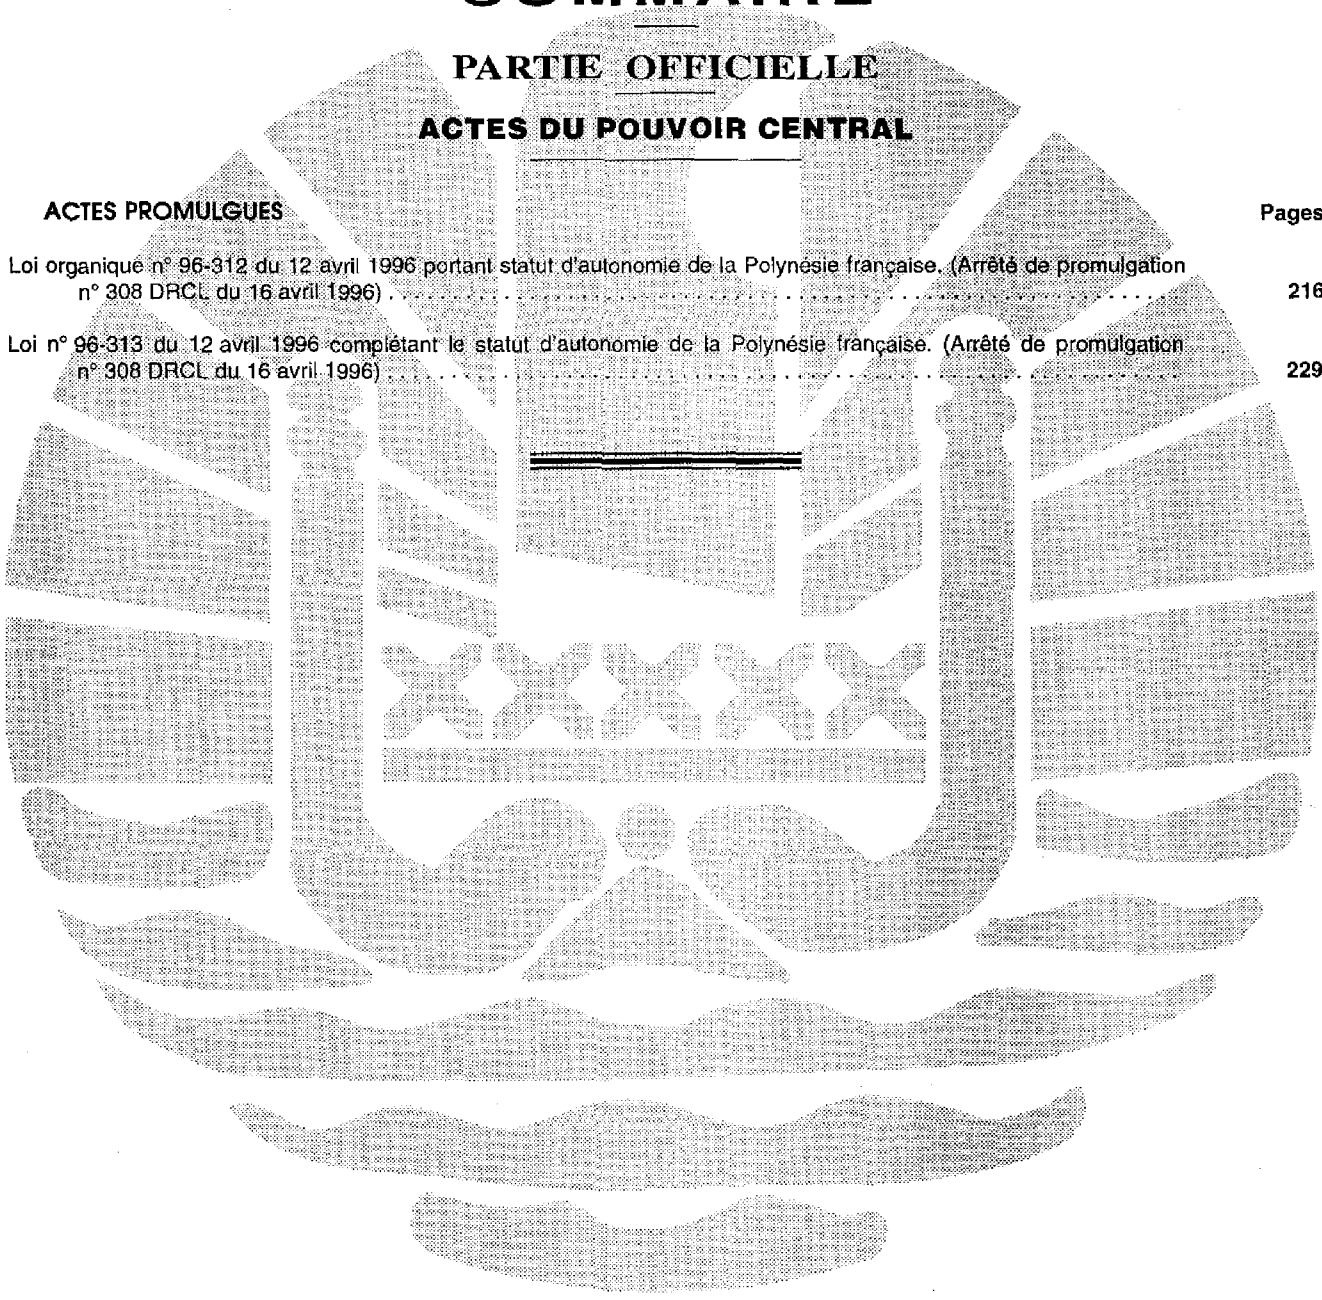 SOMMAIRE
PARTIE OFFICIELLE
ACTES DU POUVOIR CENTRAL
ACTES PROMULGUES Pages
Loi organique n° 96-312 du 12 avril 1996 portant statut d'autonomie de la Polynésie française. (Arrêté de promulgation
n° 308 DRCL du 16 avril 1996) . . . . . . . . . . . . . . . . . . . . . . . . . . . . . . 216
Loi n° 96-313 du 12 avril 1996 complétant le statut d'autonomie de la Polynésie française. (Arrêté de promulgation
n° 308 DRCL du 16 avril 1996) . . . . . . . . . . . . . . . . . . . . . . . . . . . . . . 229